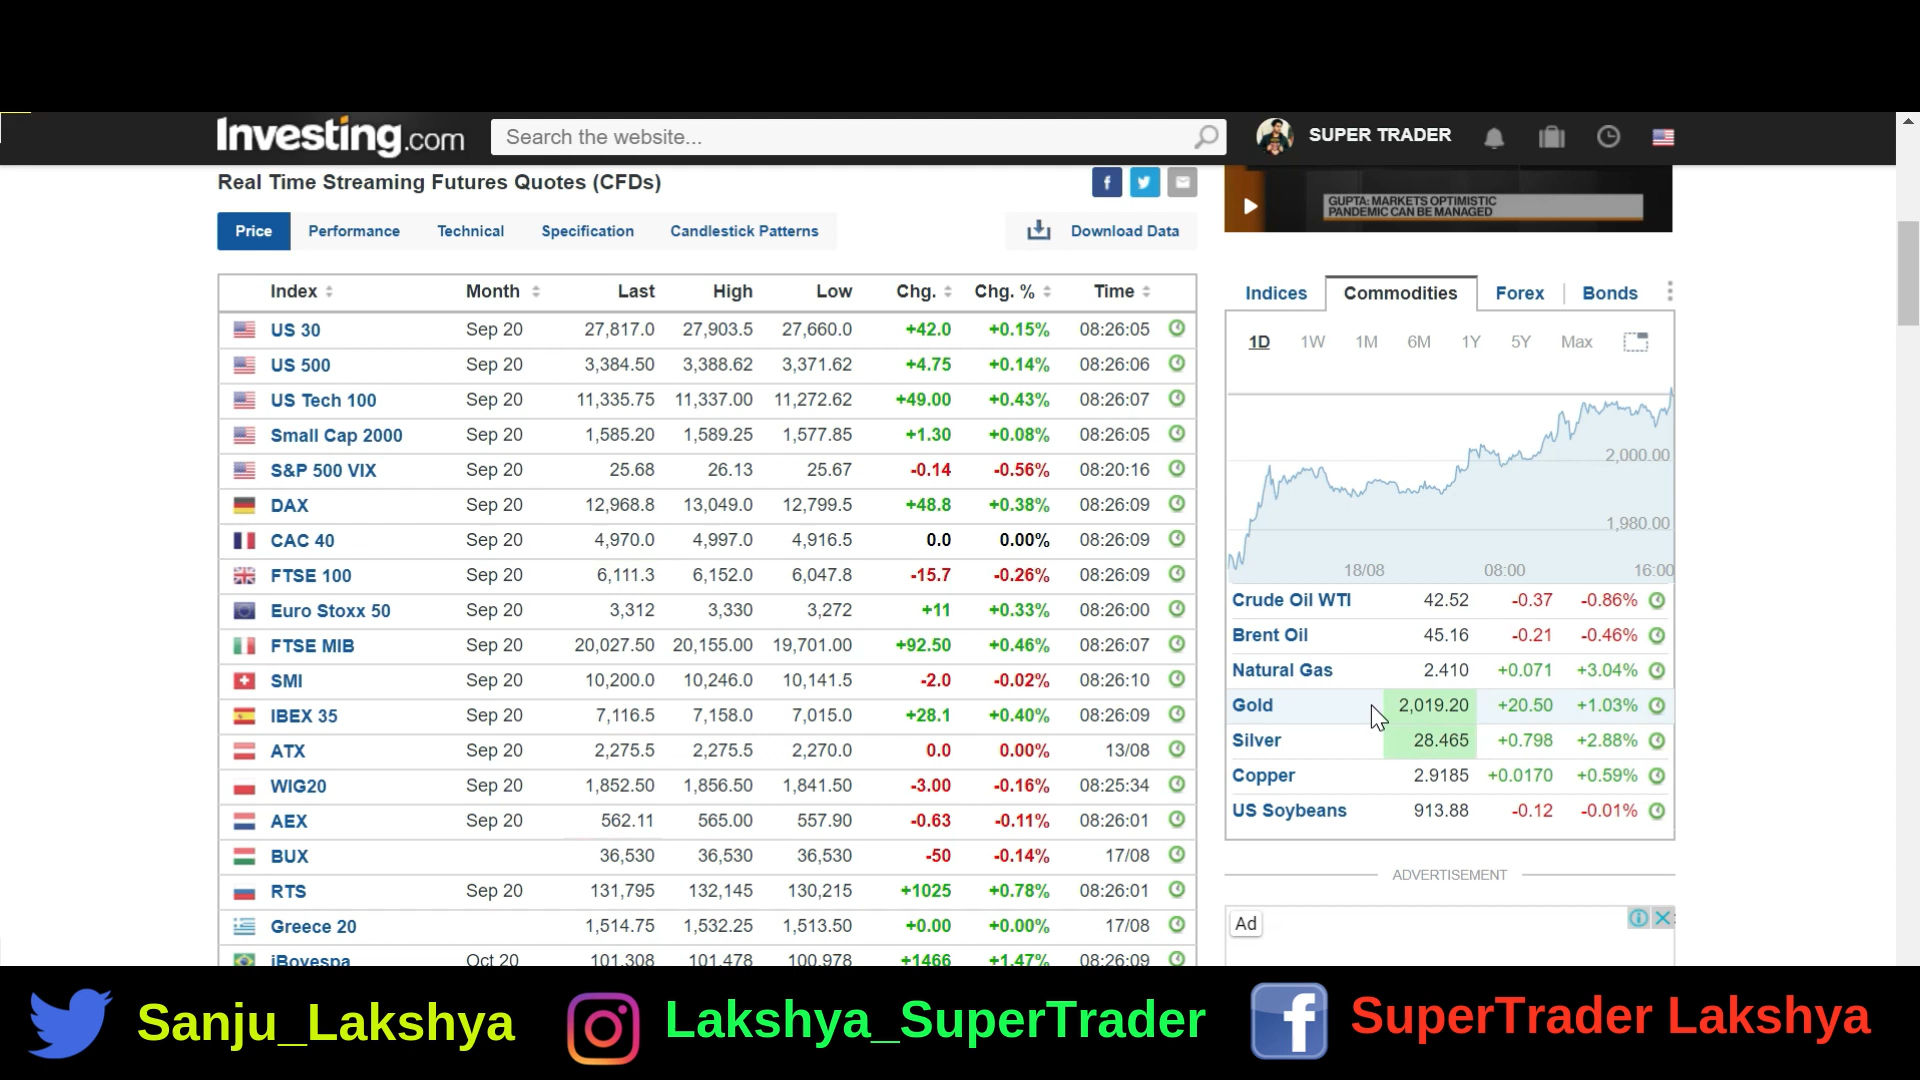 Investing.com
Search the website...
SUPER TRADER
Real Time Streaming Futures Quotes (CFDs)
GUPTA: MARKETS OPTIMISTIC
PANDEMIC CAN BE MANAGED
Price Performance Technical Specification Candlestick Patterns Download Data
Index Month Last High Low Chg. Chg. % Time
US 30 Sep 20 27,817.0 27,903.5 27,660.0 +42.0 +0.15% 08:26:05
US 500 Sep 20 3,384.50 3,388.62 3,371.62 +4.75 +0.14% 08:26:06
US Tech 100 Sep 20 11,335.75 11,337.00 11,272.62 +49.00 +0.43% 08:26:07
Small Cap 2000 Sep 20 1,585.20 1,589.25 1,577.85 +1.30 +0.08% 08:26:05
S&P 500 VIX Sep 20 25.68 26.13 25.67 -0.14 -0.56% 08:20:16
DAX Sep 20 12,968.8 13,049.0 12,799.5 +48.8 +0.38% 08:26:09
CAC 40 Sep 20 4,970.0 4,997.0 4,916.5 0.0 0.00% 08:26:09
FTSE 100 Sep 20 6,111.3 6,152.0 6,047.8 -15.7 -0.26% 08:26:09
Euro Stoxx 50 Sep 20 3,312 3,330 3,272 +11 +0.33% 08:26:00
FTSE MIB Sep 20 20,027.50 20,155.00 19,701.00 +92.50 +0.46% 08:26:07
SMI Sep 20 10,200.0 10,246.0 10,141.5 -2.0 -0.02% 08:26:10
IBEX 35 Sep 20 7,116.5 7,158.0 7,015.0 +28.1 +0.40% 08:26:09
ATX Sep 20 2,275.5 2,275.5 2,270.0 0.0 0.00% 13/08
WIG20 Sep 20 1,852.50 1,856.50 1,841.50 -3.00 -0.16% 08:25:34
AEX Sep 20 562.11 565.00 557.90 -0.63 -0.11% 08:26:01
BUX 36,530 36,530 36,530 -50 -0.14% 17/08
RTS Sep 20 131,795 132,145 130,215 +1025 +0.78% 08:26:01
Greece 20 1,514.75 1,532.25 1,513.50 +0.00 +0.00% 17/08
iBovespa Oct 20 101,308 101,478 100,978 +1466 +1.47% 08:26:09
Indices Commodities Forex Bonds
1D 1W 1M 6M 1Y 5Y Max
2,000.00
1,980.00
18/08 08:00 16:00
Crude Oil WTI 42.52 -0.37 -0.86%
Brent Oil 45.16 -0.21 -0.46%
Natural Gas 2.410 +0.071 +3.04%
Gold 2,019.20 +20.50 +1.03%
Silver 28.465 +0.798 +2.88%
Copper 2.9185 +0.0170 +0.59%
US Soybeans 913.88 -0.12 -0.01%
ADVERTISEMENT
Ad
Sanju_Lakshya Lakshya_SuperTrader SuperTrader Lakshya